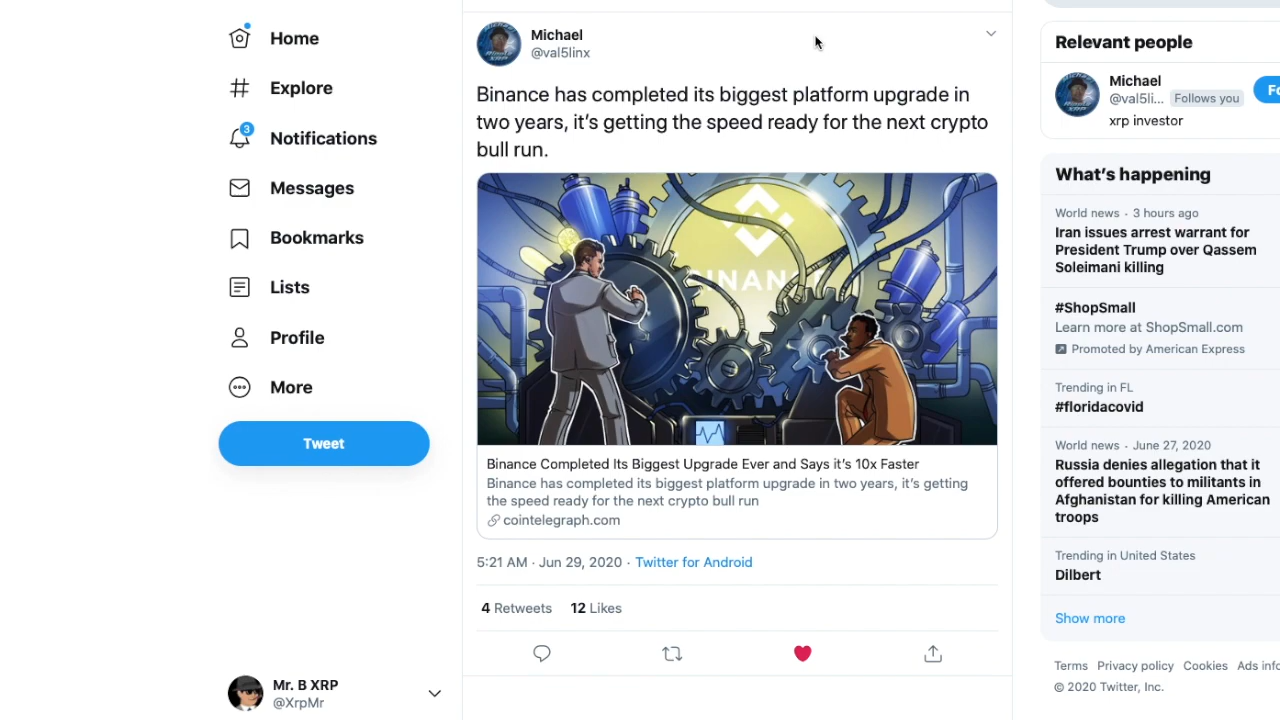 Home
Explore
3
Notifications
Messages
Bookmarks
Lists
Profile
More
Tweet
Mr. B XRP
@XrpMr
Michael
@val5linx
Binance has completed its biggest platform upgrade in
two years, it’s getting the speed ready for the next crypto
bull run.
Binance Completed Its Biggest Upgrade Ever and Says it’s 10x Faster
Binance has completed its biggest platform upgrade in two years, it’s getting
the speed ready for the next crypto bull run
cointelegraph.com
5:21 AM · Jun 29, 2020 · Twitter for Android
4 Retweets 12 Likes
Relevant people
Michael
@val5li... Follows you
xrp investor
What’s happening
World news · 3 hours ago
Iran issues arrest warrant for
President Trump over Qassem
Soleimani killing
#ShopSmall
Learn more at ShopSmall.com
Promoted by American Express
Trending in FL
#floridacovid
World news · June 27, 2020
Russia denies allegation that it
offered bounties to militants in
Afghanistan for killing American
troops
Trending in United States
Dilbert
Show more
Terms Privacy policy Cookies Ads
© 2020 Twitter, Inc.